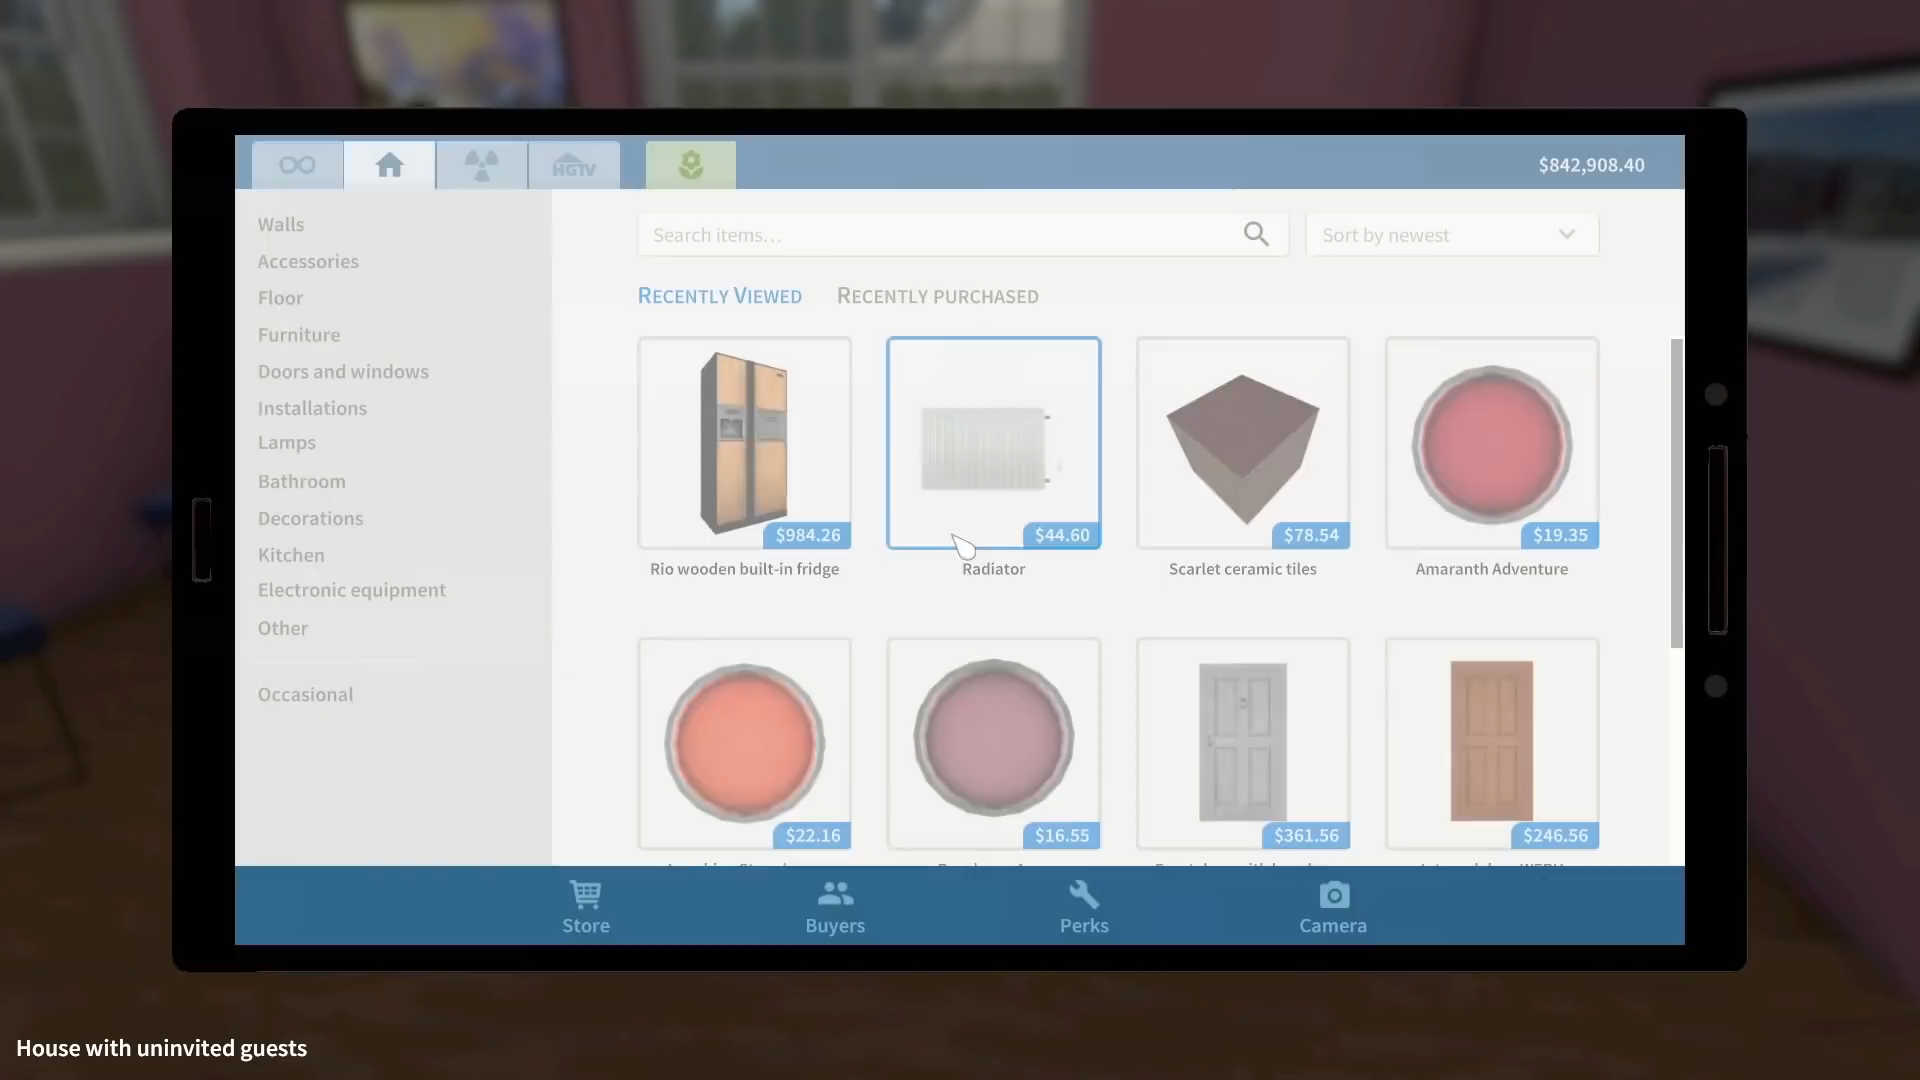 HGTV
$842,908.40
Walls
Accessories
Floor
Furniture
Doors and windows
Installations
Lamps
Bathroom
Decorations
Kitchen
Electronic equipment
Other
Occasional
Search items...
Sort by newest
RECENTLY VIEWED
RECENTLY PURCHASED
$984.26
$44.60
$78.54
$19.35
Rio wooden built-in fridge
Radiator
Scarlet ceramic tiles
Amaranth Adventure
$22.16
$16.55
$361.56
$246.56
Store
Buyers
Perks
Camera
House with uninvited guests